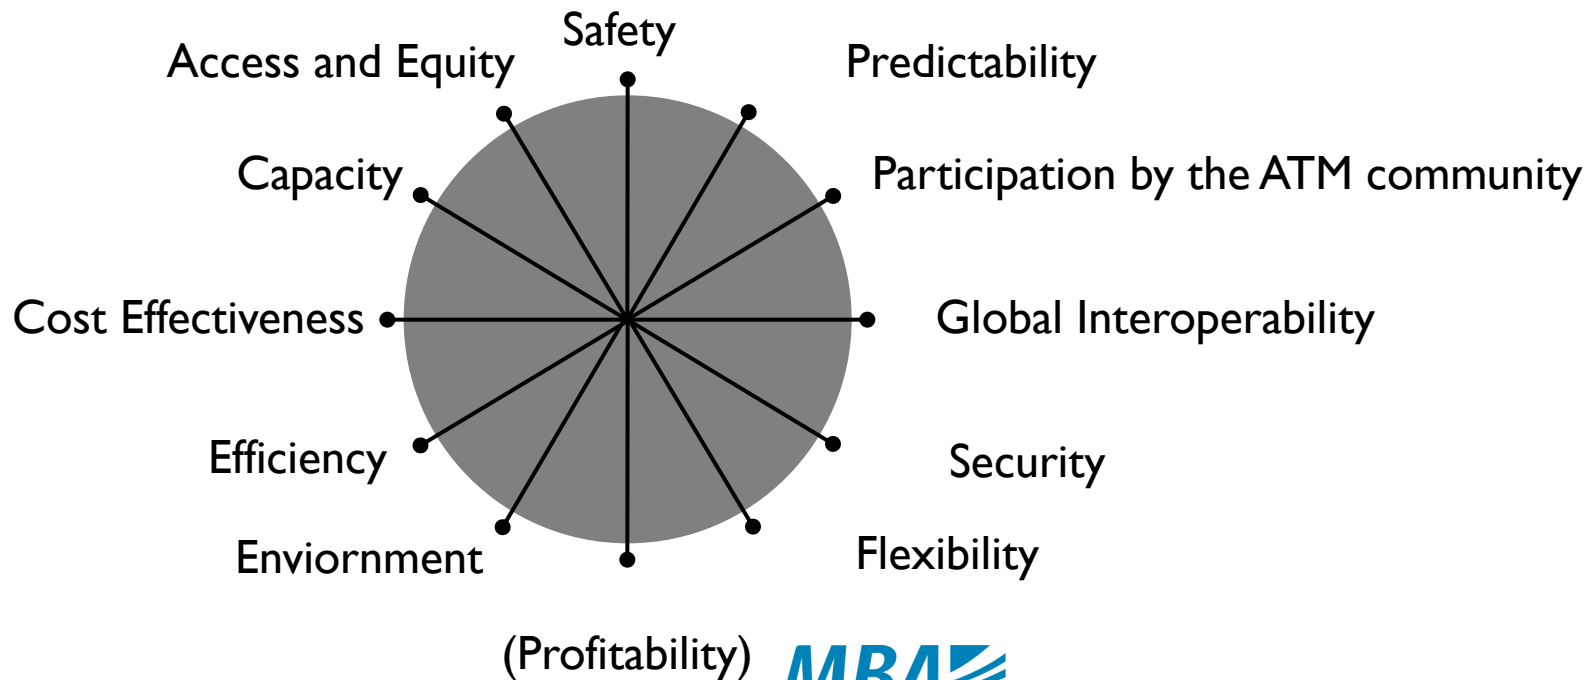 Safety
Access and Equity
Predictability
Capacity
Participation by the ATM community
Cost Effectiveness
Global Interoperability
Efficiency
Security
Enviornment
Flexibility
(Profitability)
MBA